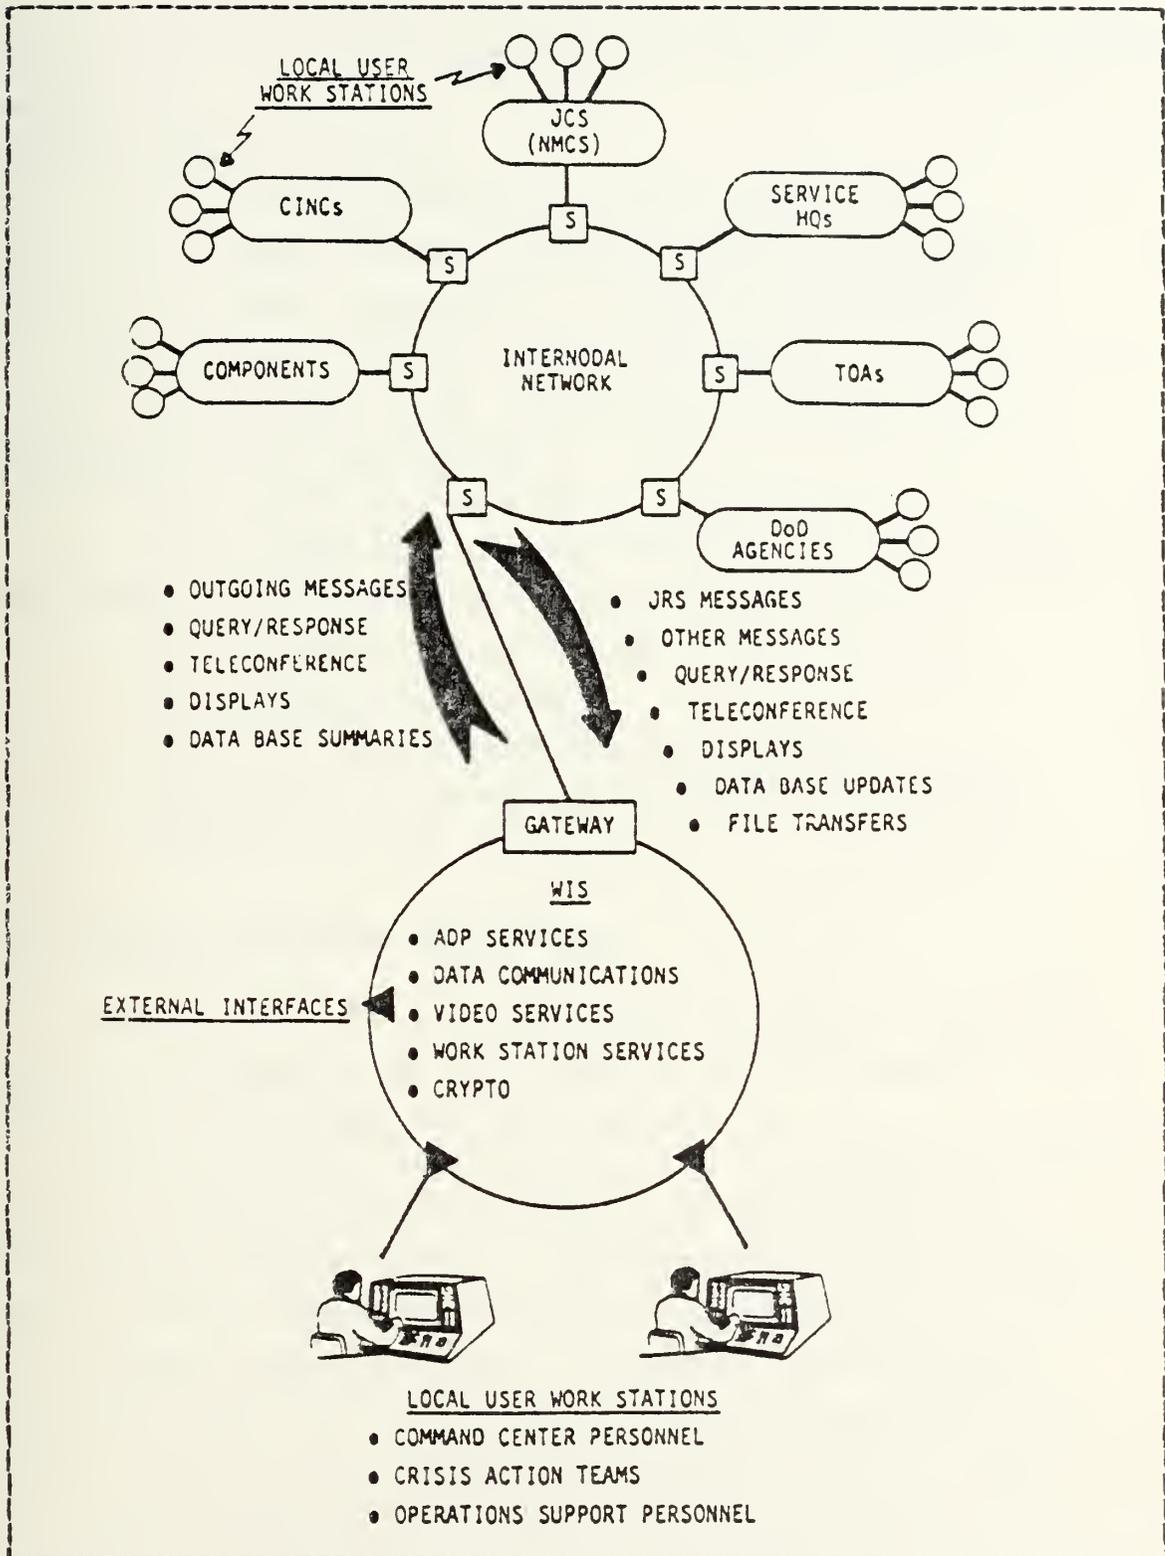 LOCAL USER
WORK STATIONS
JCS
(NMCS)
CINCs
SERVICE
HQs
S
S
S
COMPONENTS
S
INTERNODAL
NETWORK
S
TOAs
S
S
DoD
AGENCIES
• OUTGOING MESSAGES
• QUERY/RESPONSE
• TELECONFERENCE
• DISPLAYS
• DATA BASE SUMMARIES
• JRS MESSAGES
• OTHER MESSAGES
• QUERY/RESPONSE
• TELECONFERENCE
• DISPLAYS
• DATA BASE UPDATES
• FILE TRANSFERS
GATEWAY
WIS
• ADP SERVICES
• DATA COMMUNICATIONS
• VIDEO SERVICES
• WORK STATION SERVICES
• CRYPTO
EXTERNAL INTERFACES
LOCAL USER WORK STATIONS
• COMMAND CENTER PERSONNEL
• CRISIS ACTION TEAMS
• OPERATIONS SUPPORT PERSONNEL